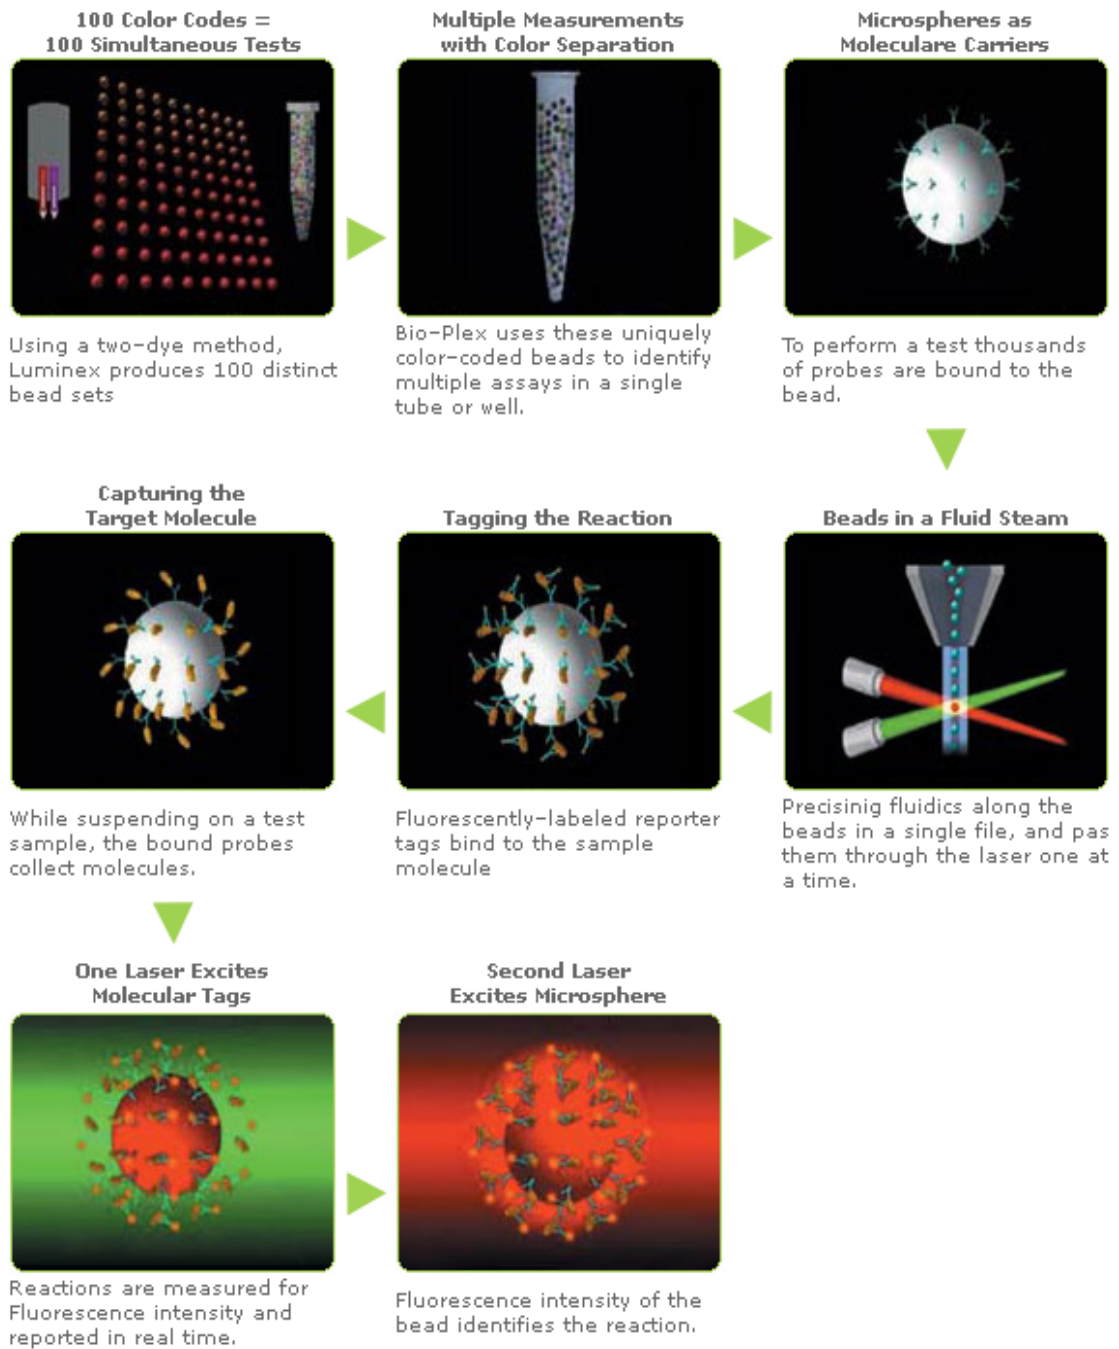 100 Color Codes =
100 Simultaneous Tests
Using a two-dye method,
Luminex produces 100 distinct
bead sets
Multiple Measurements
with Color Separation
Bio-Plex uses these uniquely
color-coded beads to identify
multiple assays in a single
tube or well.
Microspheres as
Moleculare Carriers
To perform a test thousands
of probes are bound to the
bead.
Beads in a Fluid Steam
Precisinig fluidics along the
beads in a single file, and pas
them through the laser one at
a time.
Tagging the Reaction
Fluorescently-labeled reporter
tags bind to the sample
molecule
Capturing the
Target Molecule
While suspending on a test
sample, the bound probes
collect molecules.
One Laser Excites
Molecular Tags
Reactions are measured for
Fluorescence intensity and
reported in real time.
Second Laser
Excites Microsphere
Fluorescence intensity of the
bead identifies the reaction.